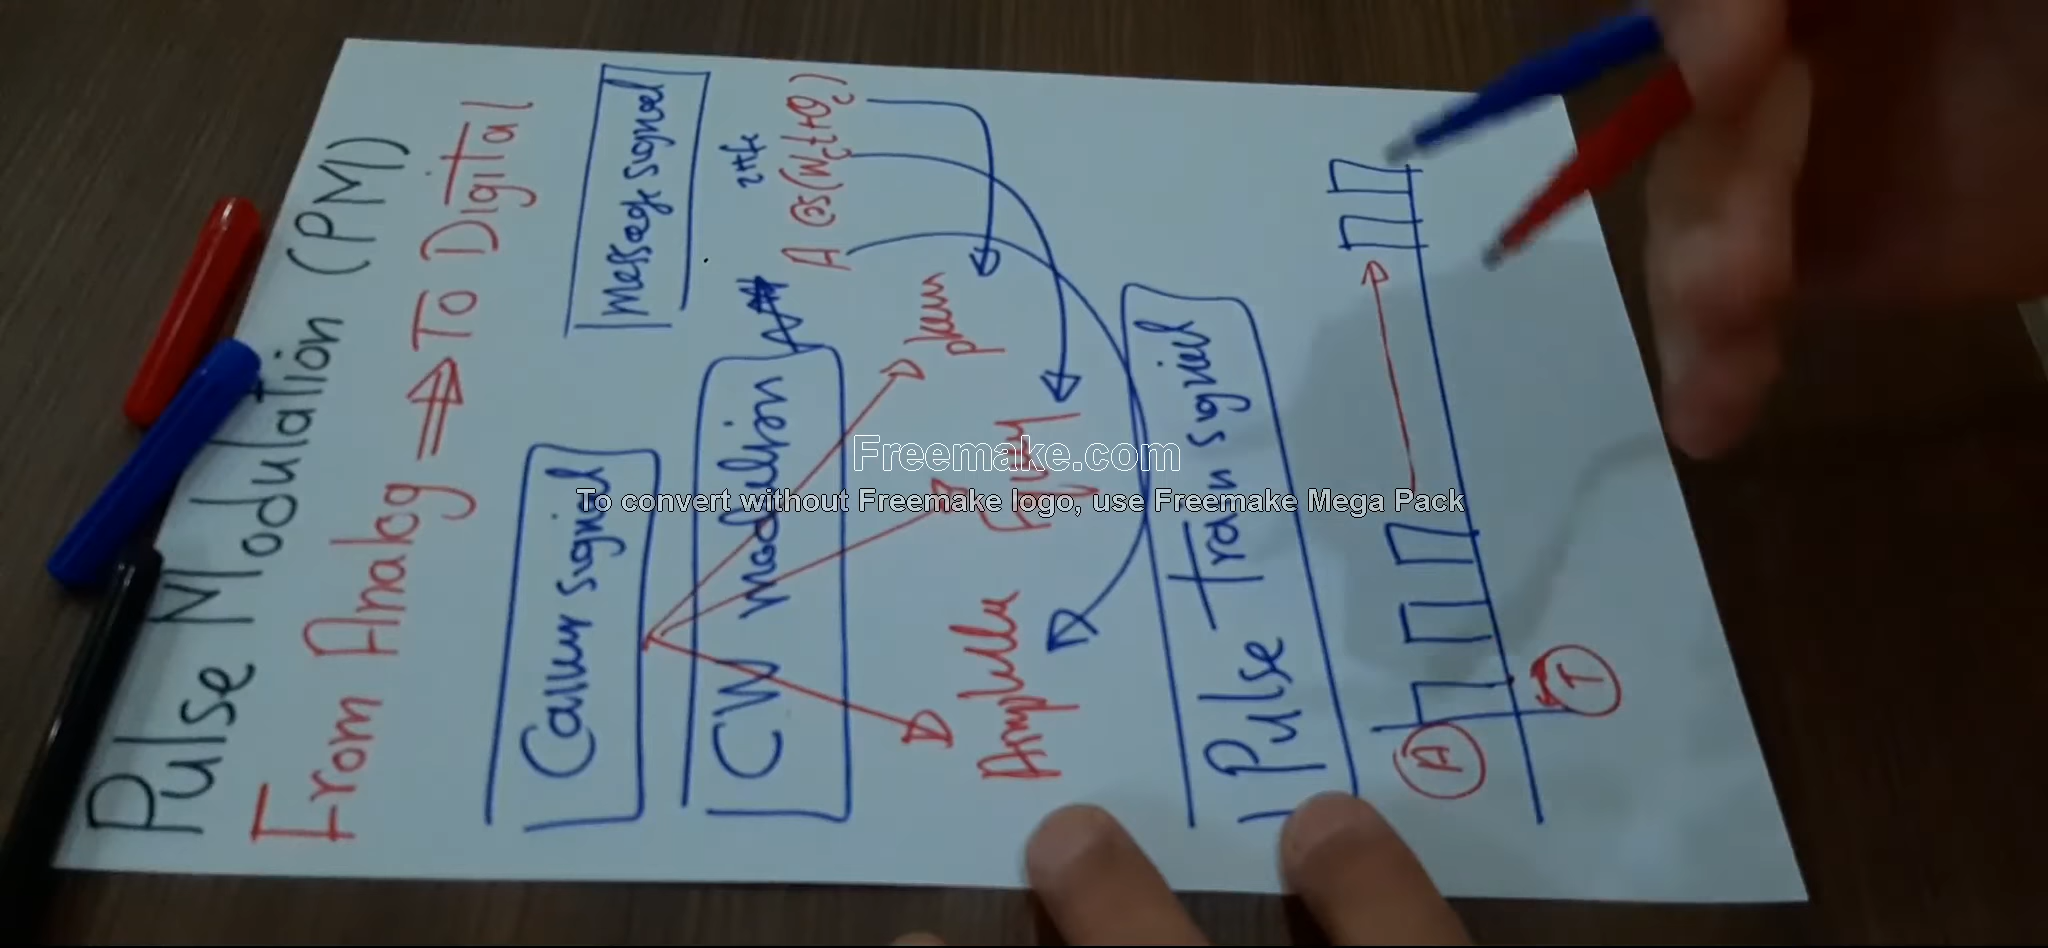 Pulse Modulation (PM)
From Analog ⇒ To Digital
Message signal
Carrier signal
CW modulation
2πfc
A cos(Wct+θc)
Amplitude
Pulse Train signal
A
T
Freemake.com
To convert without Freemake logo, use Freemake Mega Pack